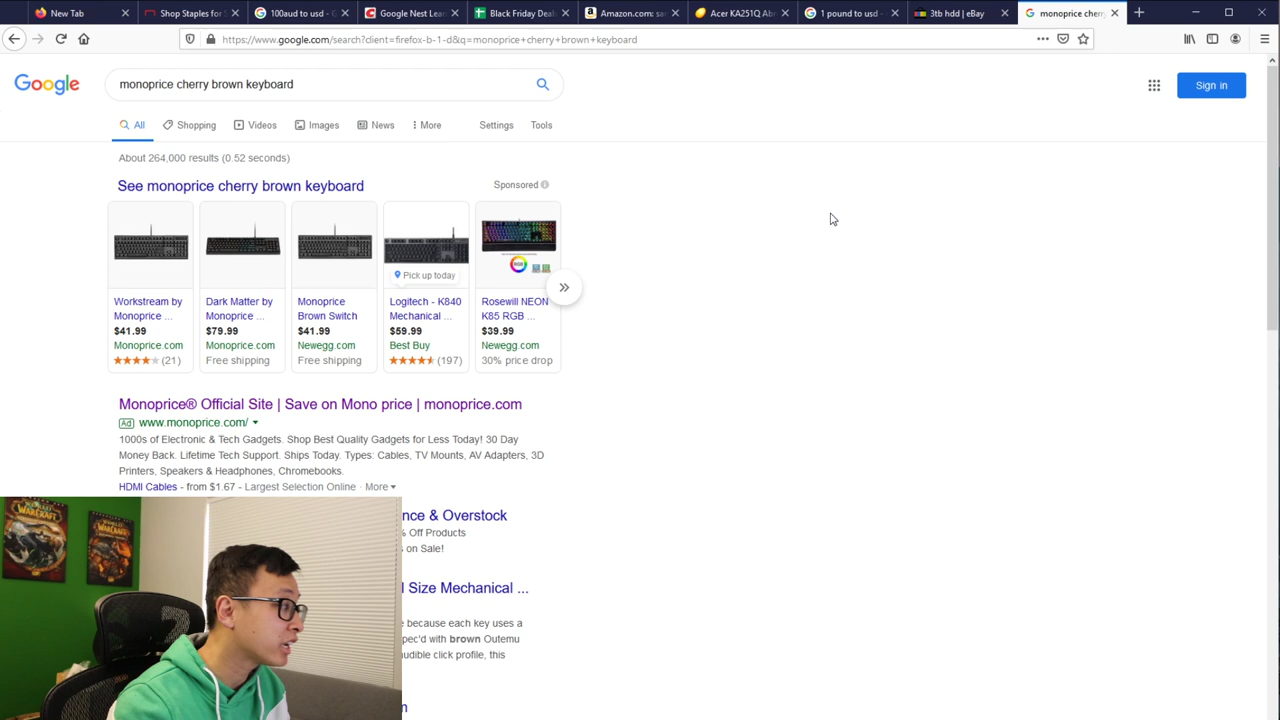 New Tab
Shop Staples for S
100aud to usd - G
Google Nest Lear
Black Friday Deals
Amazon.com: sa
Acer KA251Q Abi
1 pound to usd -
3tb hdd | eBay
monoprice cherr
https://www.google.com/search?client=firefox-b-1-d&q=monoprice+cherry+brown+keyboard
Google
monoprice cherry brown keyboard
Sign in
All
Shopping
Videos
Images
News
More
Settings
Tools
About 264,000 results (0.52 seconds)
See monoprice cherry brown keyboard
Sponsored
Workstream by
Monoprice ...
$41.99
Monoprice.com
(21)
Dark Matter by
Monoprice ...
$79.99
Monoprice.com
Free shipping
Monoprice
Brown Switch
$41.99
Newegg.com
Free shipping
Pick up today
Logitech - K840
Mechanical ...
$59.99
Best Buy
(197)
RGB
Rosewill NEON
K85 RGB ...
$39.99
Newegg.com
30% price drop
Monoprice® Official Site | Save on Mono price | monoprice.com
Ad www.monoprice.com/
1000s of Electronic & Tech Gadgets. Shop Best Quality Gadgets for Less Today! 30 Day
Money Back. Lifetime Tech Support. Ships Today. Types: Cables, TV Mounts, AV Adapters, 3D
Printers, Speakers & Headphones, Chromebooks.
HDMI Cables - from $1.67 - Largest Selection Online · More
nce & Overstock
% Off Products
s on Sale!
l Size Mechanical ...
e because each key uses a
pec'd with brown Outemu
udible click profile, this
m
WARCRAFT
WARCRAFT